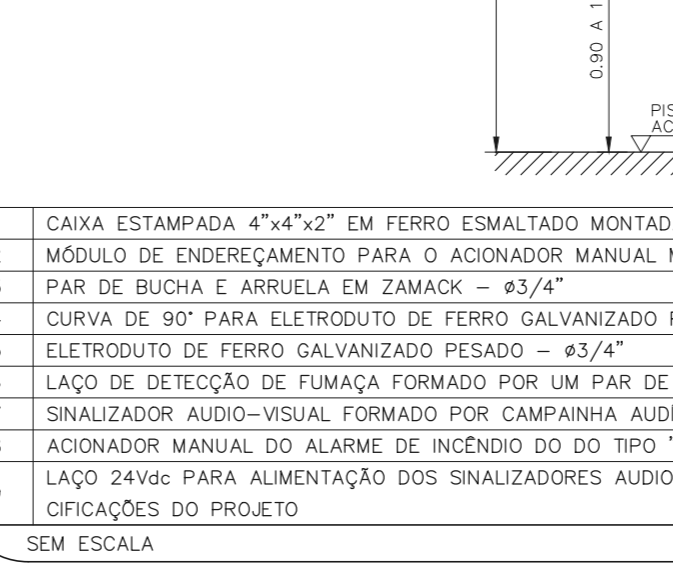 0.90 A 1
PIS
AC
CAIXA ESTAMPADA 4”x4”x2” EM FERRO ESMALTADO MONTAD
MÓDULO DE ENDEREÇAMENTO PARA O ACIONADOR MANUAL
PAR DE BUCHA E ARRUELA EM ZAMACK – ø3/4”
CURVA DE 90° PARA ELETRODUTO DE FERRO GALVANIZADO
ELETRODUTO DE FERRO GALVANIZADO PESADO – ø3/4”
LAÇO DE DETECÇÃO DE FUMAÇA FORMADO POR UM PAR DE
SINALIZADOR AUDIO–VISUAL FORMADO POR CAMPAINHA AUDÍ
ACIONADOR MANUAL DO ALARME DE INCÊNDIO DO DO TIPO
LAÇO 24Vdc PARA ALIMENTAÇÃO DOS SINALIZADORES AUDIO
CIFICAÇÕES DO PROJETO
SEM ESCALA